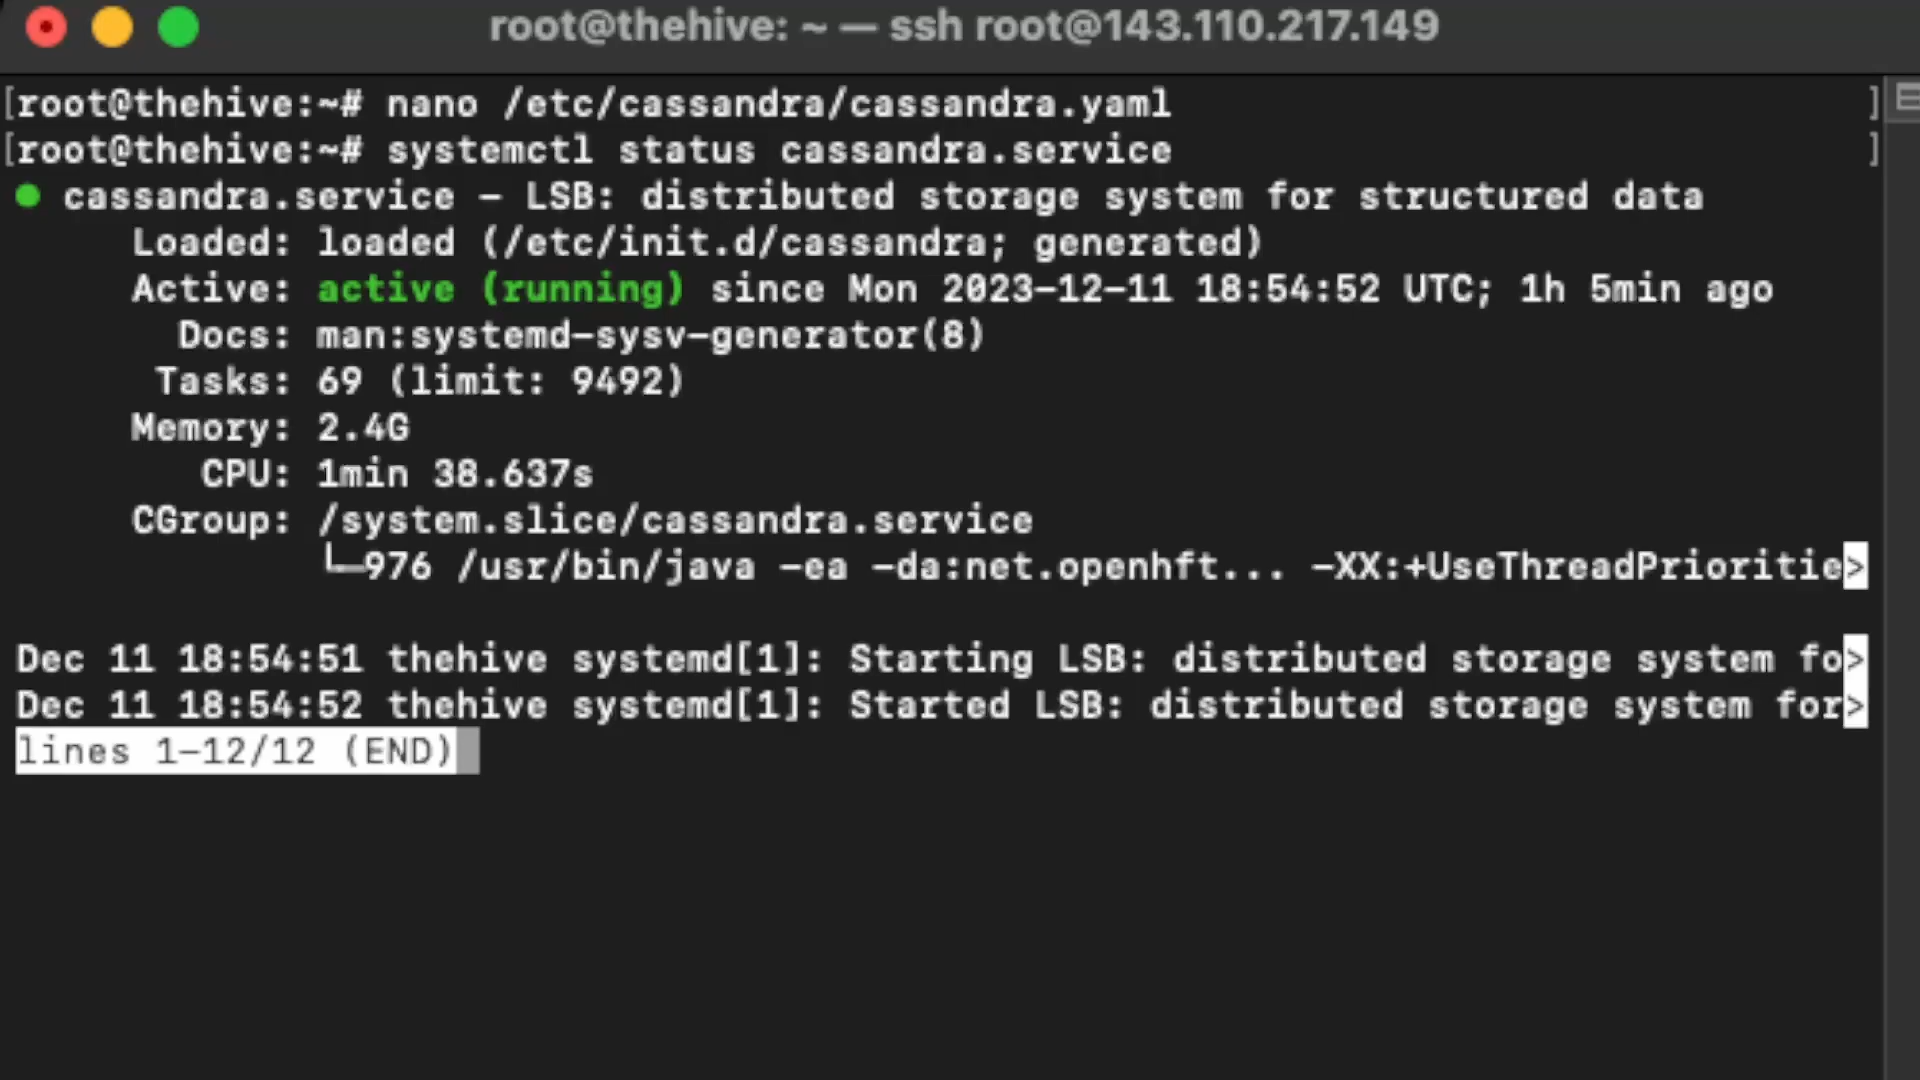 root@thehive: ~ — ssh root@143.110.217.149
[root@thehive:~# nano /etc/cassandra/cassandra.yaml ]
[root@thehive:~# systemctl status cassandra.service ]
● cassandra.service - LSB: distributed storage system for structured data
Loaded: loaded (/etc/init.d/cassandra; generated)
Active: active (running) since Mon 2023-12-11 18:54:52 UTC; 1h 5min ago
Docs: man:systemd-sysv-generator(8)
Tasks: 69 (limit: 9492)
Memory: 2.4G
CPU: 1min 38.637s
CGroup: /system.slice/cassandra.service
└─976 /usr/bin/java -ea -da:net.openhft... -XX:+UseThreadPrioritie>
Dec 11 18:54:51 thehive systemd[1]: Starting LSB: distributed storage system fo>
Dec 11 18:54:52 thehive systemd[1]: Started LSB: distributed storage system for>
lines 1-12/12 (END)